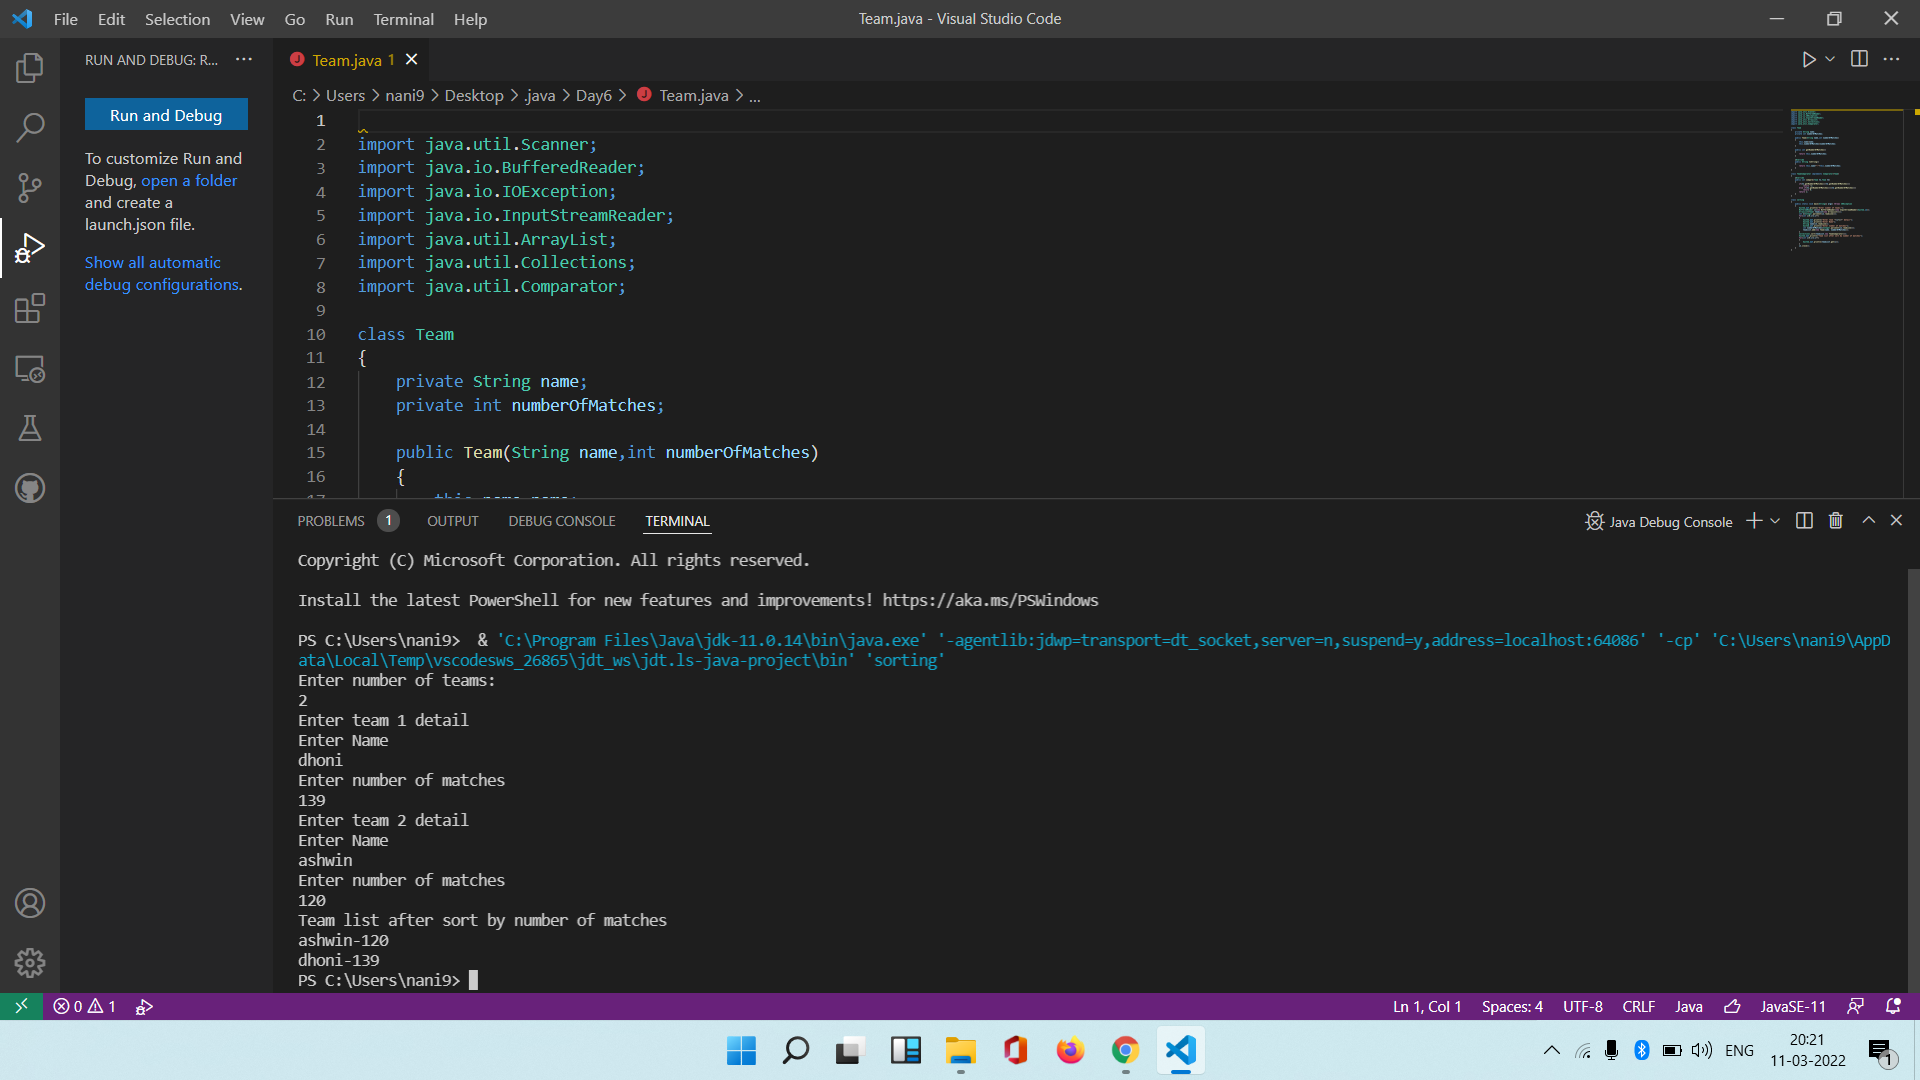 File Edit Selection View Go Run Terminal Help
Team.java - Visual Studio Code
RUN AND DEBUG: R...
Run and Debug
To customize Run and
Debug, open a folder
and create a
launch.json file.
Show all automatic
debug configurations.
Team.java 1
C: > Users > nani9 > Desktop > .java > Day6 > Team.java > ...
1
2 import java.util.Scanner;
3 import java.io.BufferedReader;
4 import java.io.IOException;
5 import java.io.InputStreamReader;
6 import java.util.ArrayList;
7 import java.util.Collections;
8 import java.util.Comparator;
9
10 class Team
11 {
12 private String name;
13 private int numberOfMatches;
14
15 public Team(String name,int numberOfMatches)
16 {
PROBLEMS 1 OUTPUT DEBUG CONSOLE TERMINAL
Java Debug Console
Copyright (C) Microsoft Corporation. All rights reserved.
Install the latest PowerShell for new features and improvements! https://aka.ms/PSWindows
PS C:\Users\nani9>  & 'C:\Program Files\Java\jdk-11.0.14\bin\java.exe' '-agentlib:jdwp=transport=dt_socket,server=n,suspend=y,address=localhost:64086' '-cp' 'C:\Users\nani9\AppD
ata\Local\Temp\vscodesws_26865\jdt_ws\jdt.ls-java-project\bin' 'sorting'
Enter number of teams:
2
Enter team 1 detail
Enter Name
dhoni
Enter number of matches
139
Enter team 2 detail
Enter Name
ashwin
Enter number of matches
120
Team list after sort by number of matches
ashwin-120
dhoni-139
PS C:\Users\nani9>
0 1
Ln 1, Col 1 Spaces: 4 UTF-8 CRLF Java JavaSE-11
ENG
20:21
11-03-2022
1